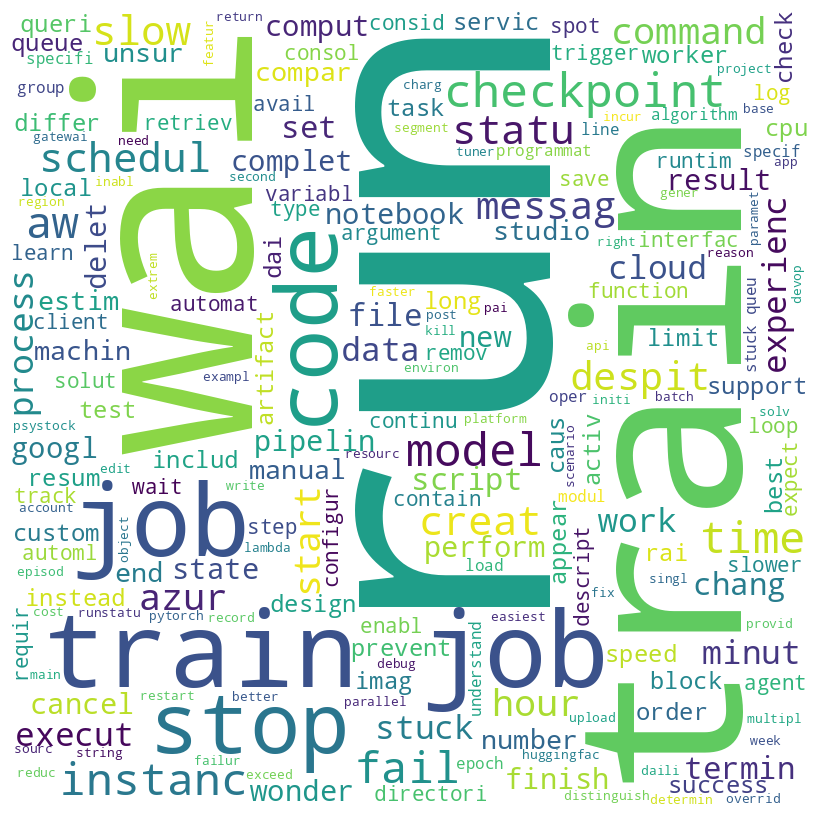 queri
slow
comput
consid
servic
spot
return
command
check
queue
unsur
featur
consol
trigger
worker
specifi
compar
charg
checkpoint
project
group
wai
run
avail
task
incur
algorithm
log
base
differ
retriev
set
segment
statu
line
cpu
gatewai
need
tuner
programmat
app
schedul
complet
second
runtim
specif
local
inabl
variabl
save
result
region
type
notebook
messag
gener
aw
delet
argument
studio
right
interfac
paramet
reason
learn
dai
code
cloud
experienc
devop
process
extrem
estim
automat
faster
long
pai
function
client
artifact
file
post
new
api
limit
stuck queu
machin
exampl
data
kill
remov
despit
train
solut
test
environ
oper
initi
batch
support
psystock
continu
platform
caus
solv
googl
pipelin
model
activ
scenario
loop
edit
includ
resourc
resum
manual
script
best
expect
track
write
wait
job
contain
modul
account
start
configur
creat
work
time
custom
object
step
load
appear
automl
lambda
perform
rai
singl
slower
episod
end
state
descript
fix
chang
instead
azur
design
easiest
provid
cost
runstatu
pytorch
record
enabl
requir
train job
prevent
understand
speed
minut
main
debug
imag
block
agent
cancel
restart
better
parallel
hour
order
upload
multipl
execut
stop
stuck
number
week
sourc
string
failur
fail
epoch
huggingfac
finish
daili
termin
reduc
instanc
exceed
wonder
directori
success
distinguish
determin
overrid